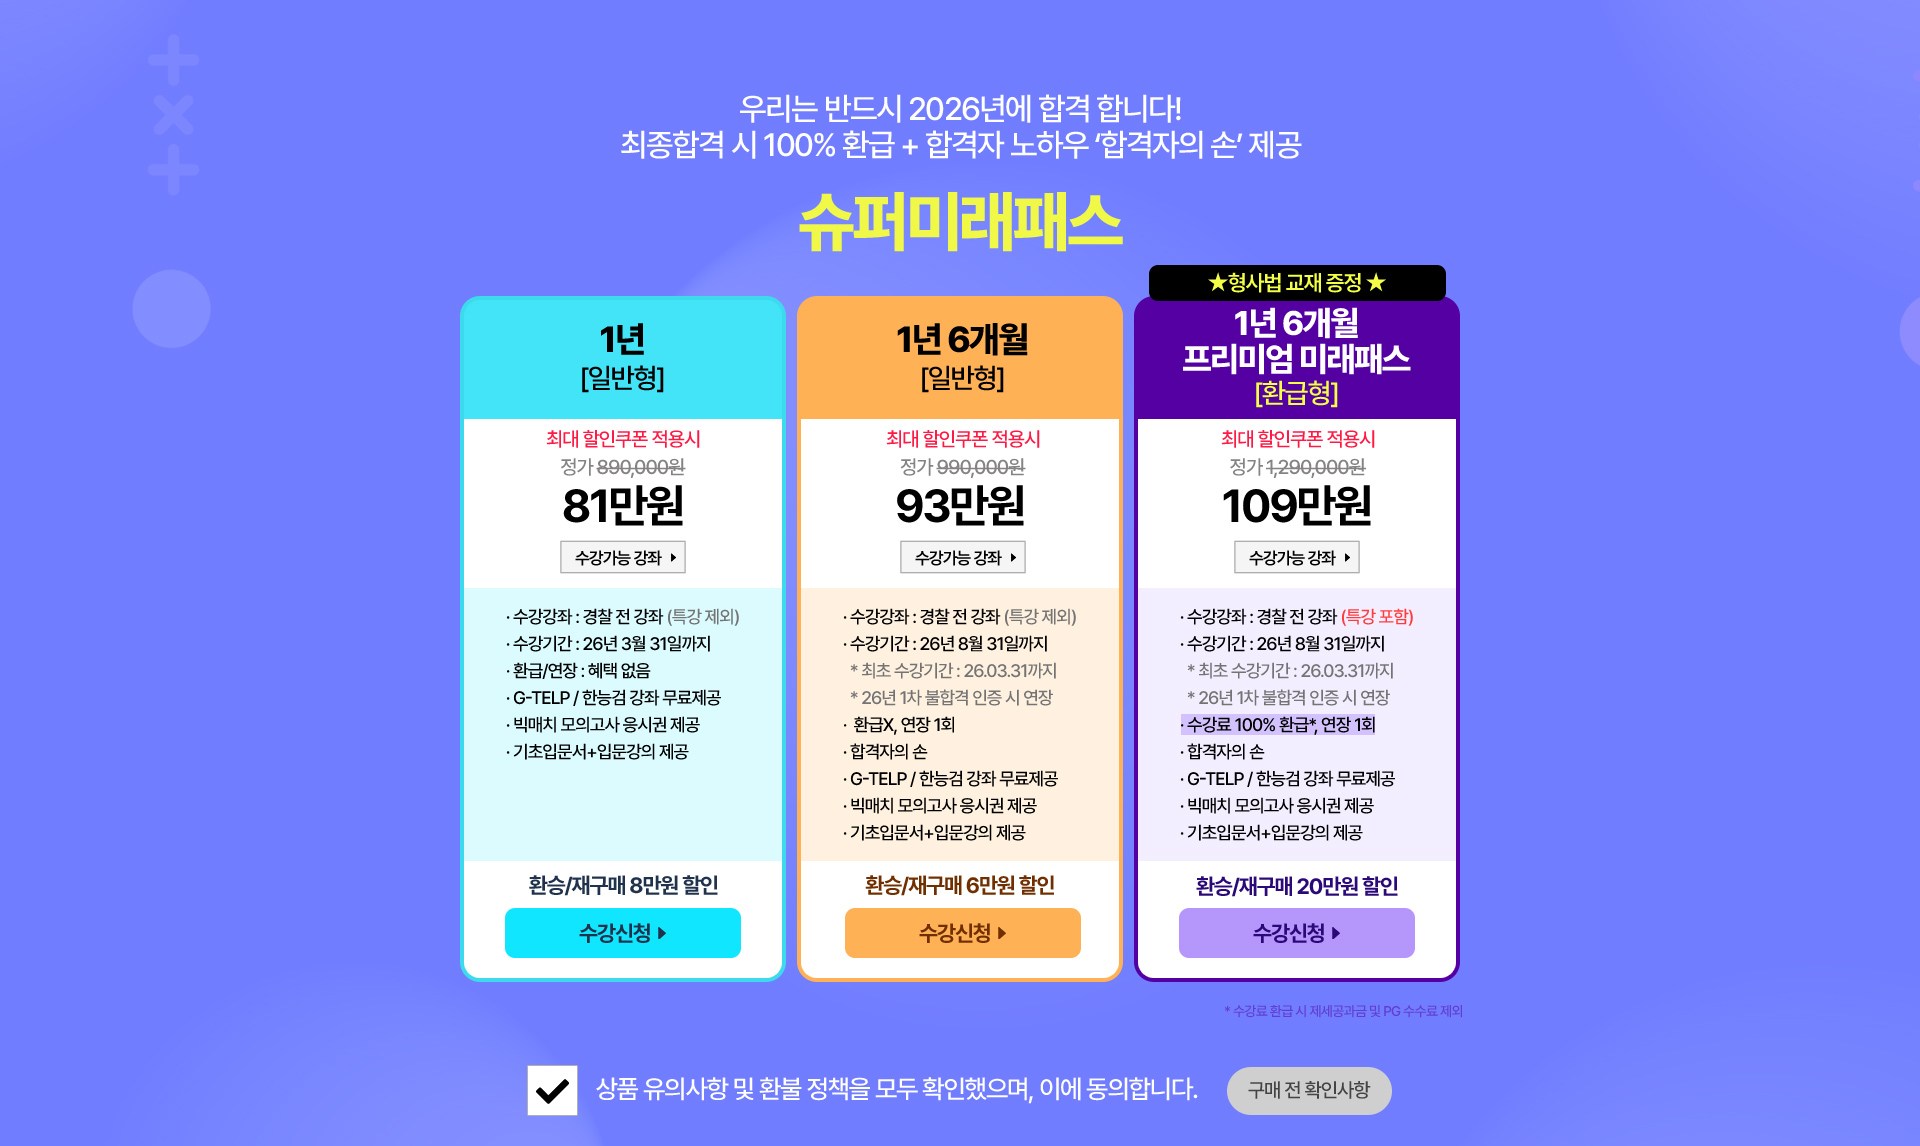 우리는 반드시 2026년에 합격 합니다!
최종합격 시 100% 환급 + 합격자 노하우 ‘합격자의 손’ 제공
슈퍼미래패스
1년
[일반형]
최대 할인쿠폰 적용시
정가 890,000원
81만원
수강가능 강좌
· 수강강좌 : 경찰 전 강좌 (특강 제외)
· 수강기간 : 26년 3월 31일까지
· 환급/연장 : 혜택 없음
· G-TELP / 한능검 강좌 무료제공
· 빅매치 모의고사 응시권 제공
· 기초입문서+입문강의 제공
환승/재구매 8만원 할인
수강신청
1년 6개월
[일반형]
최대 할인쿠폰 적용시
정가 990,000원
93만원
수강가능 강좌
· 수강강좌 : 경찰 전 강좌 (특강 제외)
· 수강기간 : 26년 8월 31일까지
* 최초 수강기간 : 26.03.31까지
* 26년 1차 불합격 인증 시 연장
· 환급X, 연장 1회
· 합격자의 손
· G-TELP / 한능검 강좌 무료제공
· 빅매치 모의고사 응시권 제공
· 기초입문서+입문강의 제공
환승/재구매 6만원 할인
수강신청
★형사법 교재 증정 ★
1년 6개월
프리미엄 미래패스
[환급형]
최대 할인쿠폰 적용시
정가 1,290,000원
109만원
수강가능 강좌
· 수강강좌 : 경찰 전 강좌 (특강 포함)
· 수강기간 : 26년 8월 31일까지
* 최초 수강기간 : 26.03.31까지
* 26년 1차 불합격 인증 시 연장
· 수강료 100% 환급*, 연장 1회
· 합격자의 손
· G-TELP / 한능검 강좌 무료제공
· 빅매치 모의고사 응시권 제공
· 기초입문서+입문강의 제공
환승/재구매 20만원 할인
수강신청
* 수강료 환급 시 제세공과금 및 PG 수수료 제외
상품 유의사항 및 환불 정책을 모두 확인했으며, 이에 동의합니다.
구매 전 확인사항